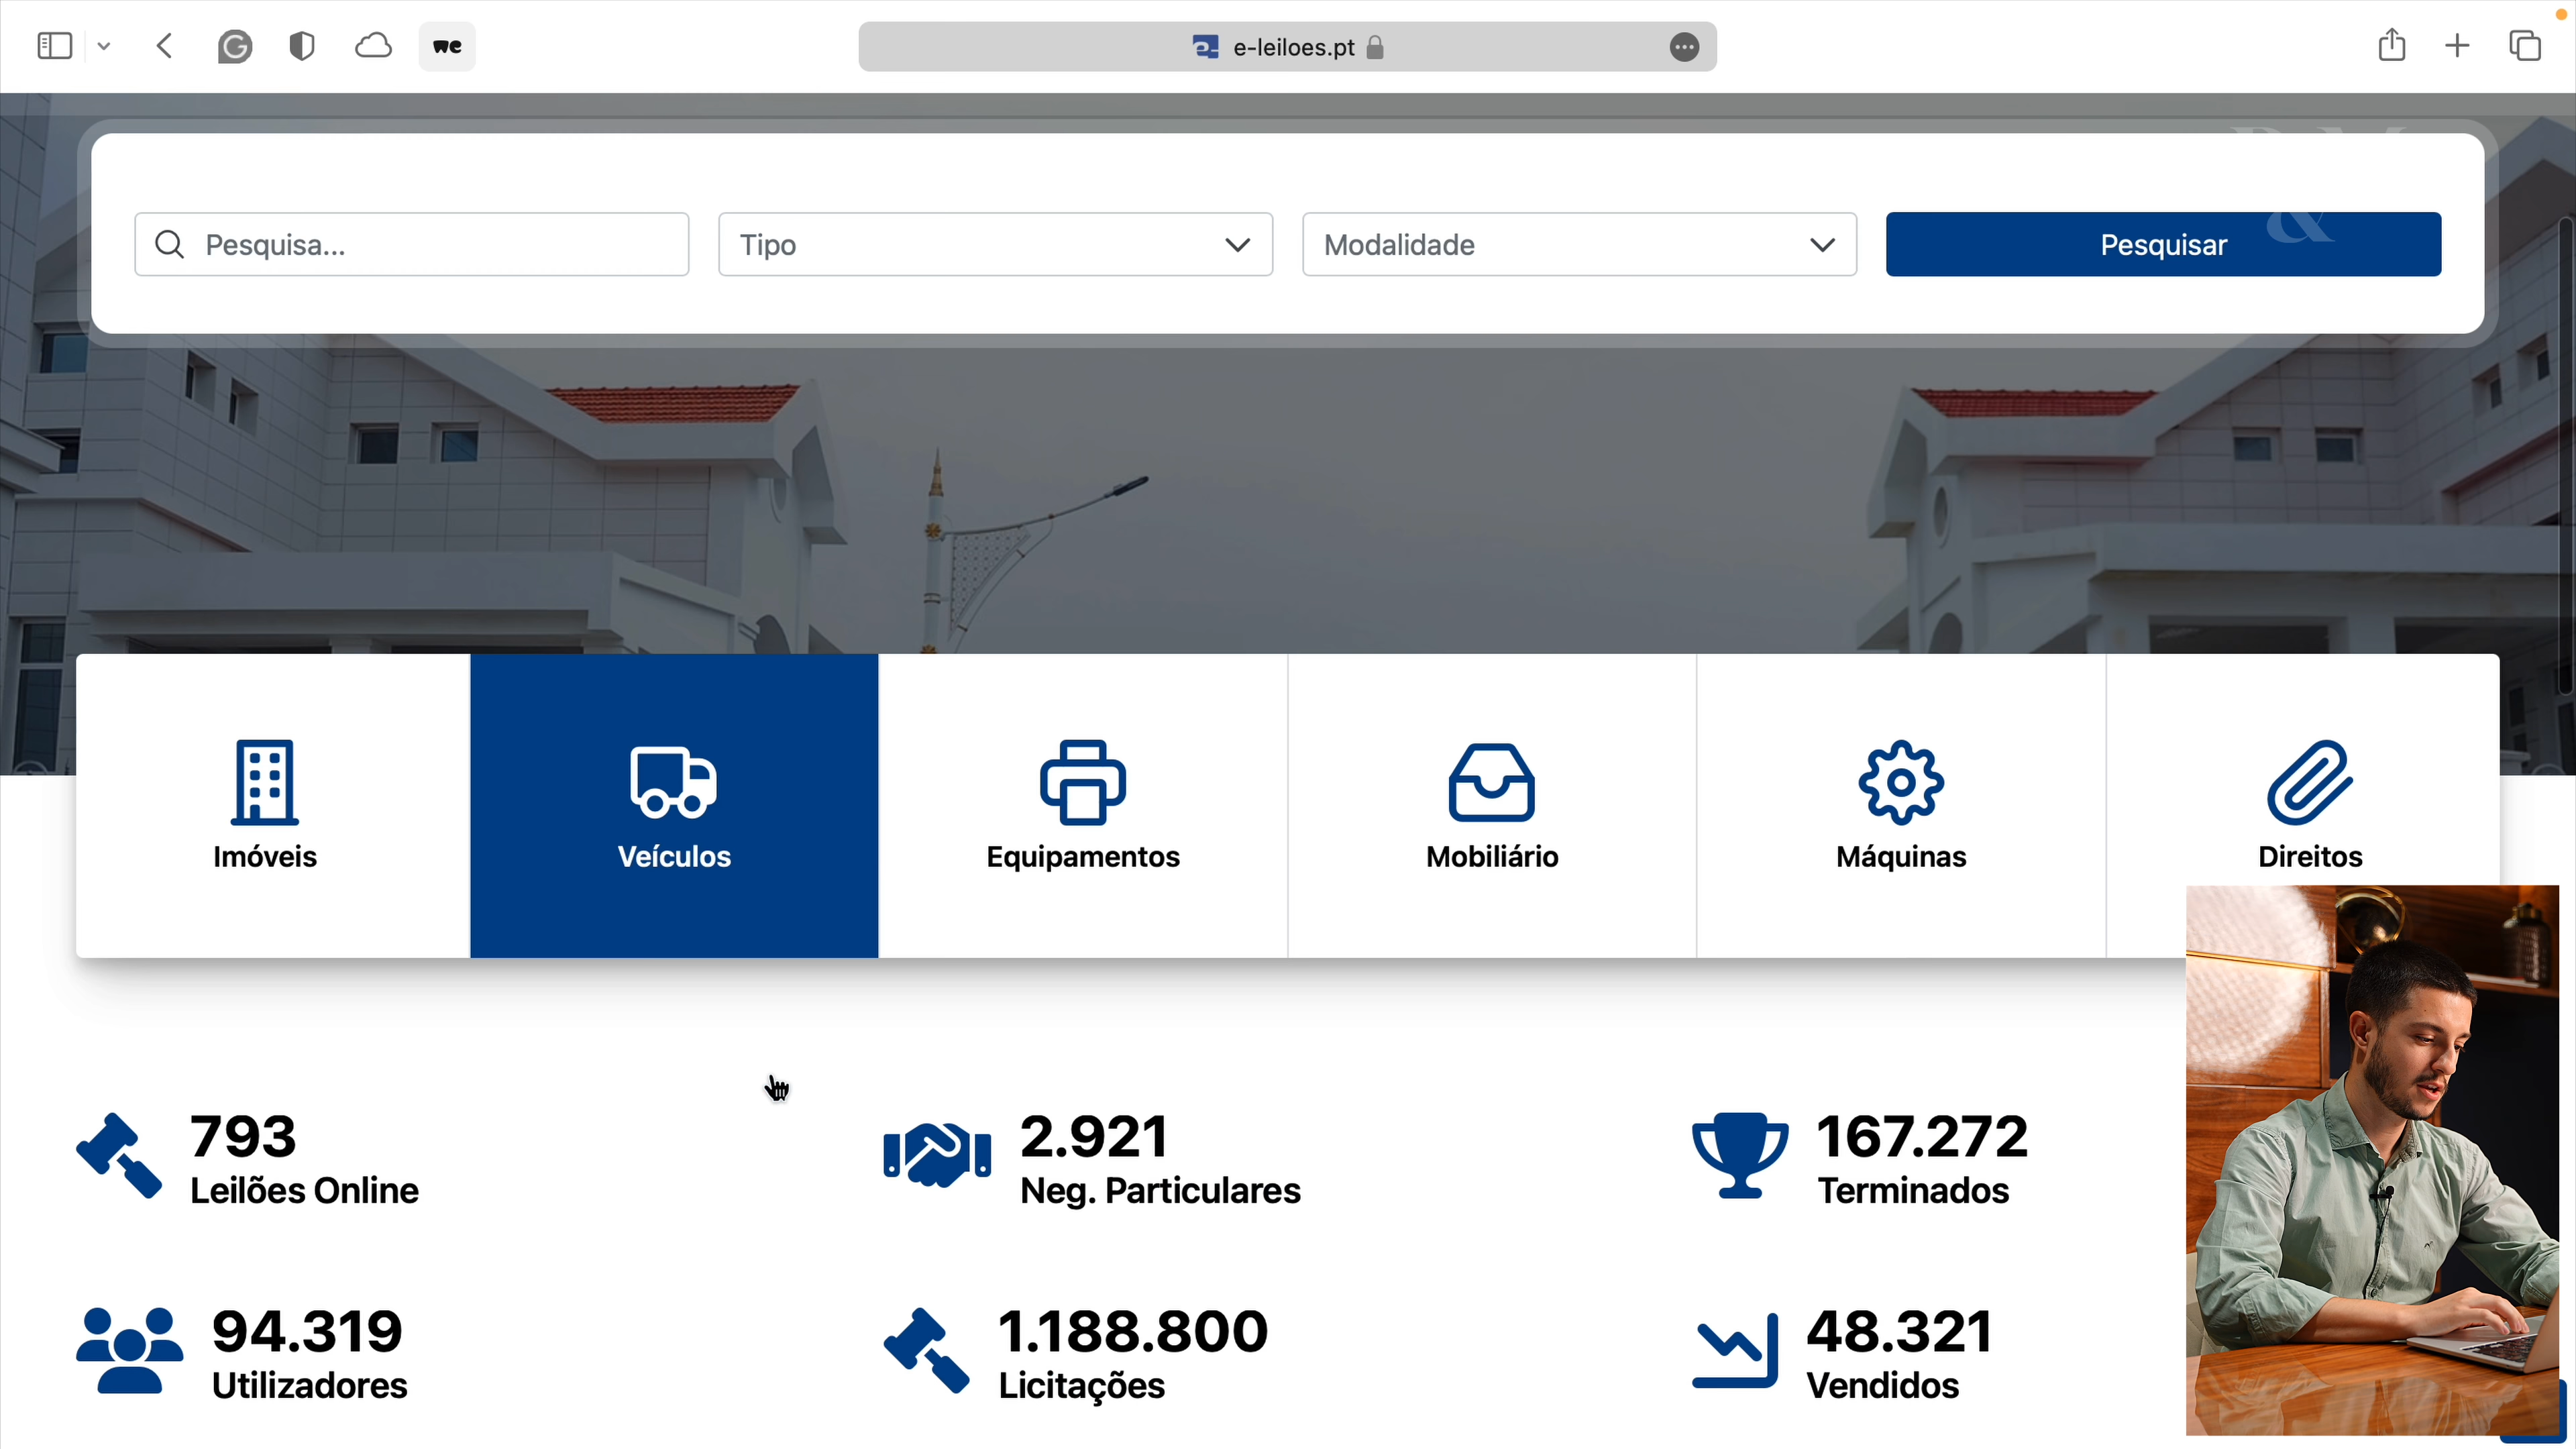 we
e-leiloes.pt
Pesquisa...
Tipo
Modalidade
Pesquisar
&
Imóveis
Veículos
Equipamentos
Mobiliário
Máquinas
Direitos
793
Leilões Online
2.921
Neg. Particulares
167.272
Terminados
94.319
Utilizadores
1.188.800
Licitações
48.321
Vendidos